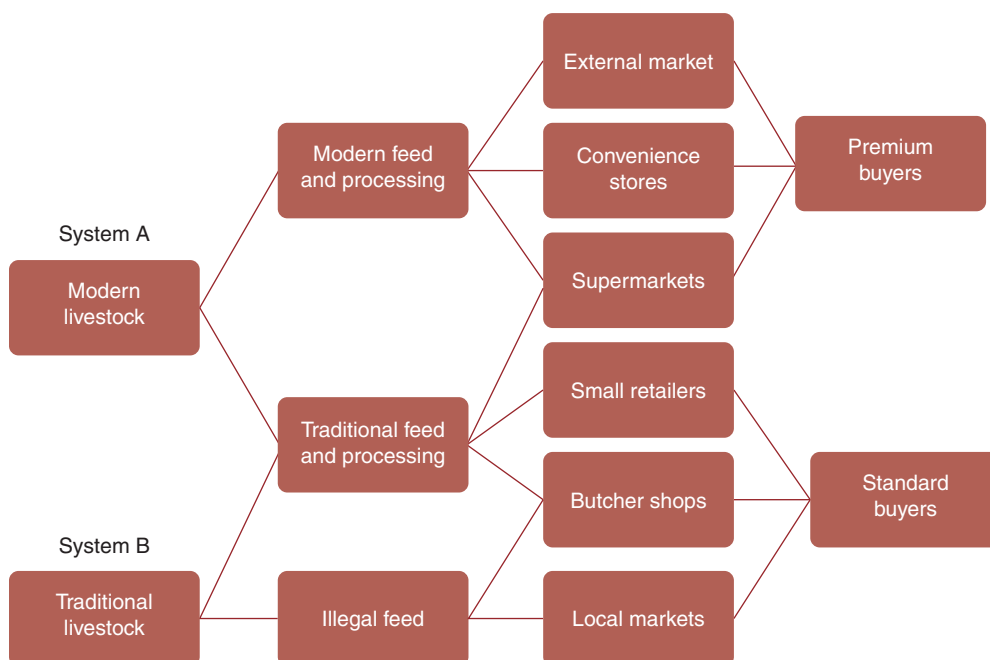 System A
Modern
livestock
System B
Traditional
livestock
Modern feed
and processing
Traditional feed
and processing
Illegal feed
External market
Convenience
stores
Supermarkets
Small retailers
Butcher shops
Local markets
Premium
buyers
Standard
buyers